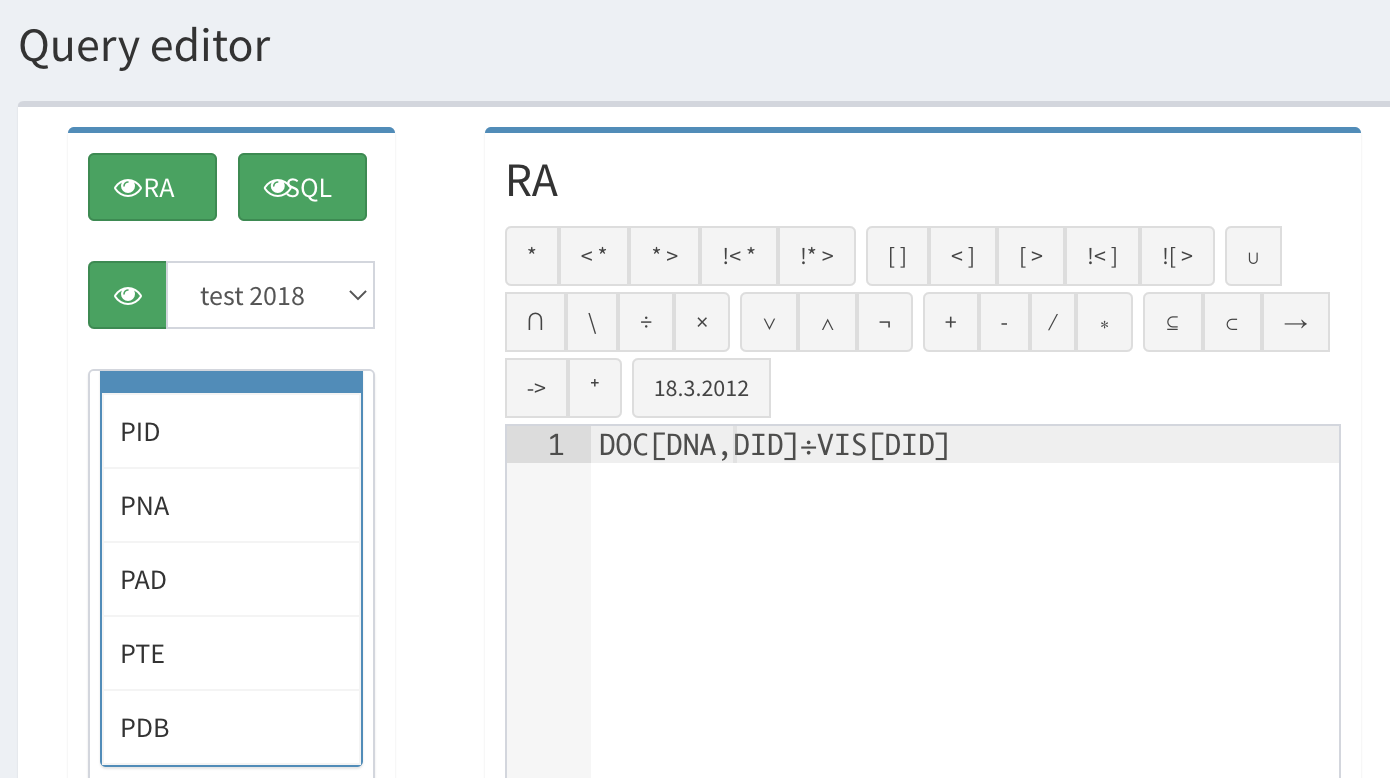 Query editor
RA SQL
test 2018
PID
PNA
PAD
PTE
PDB
RA
* <* *> !<* !*> [] <] [> !<] ![> ∪
∩ \ ÷ × ∨ ∧ ¬ + - / * ⊆ ⊂ →
-> + 18.3.2012
1 DOC[DNA,DID]÷VIS[DID]